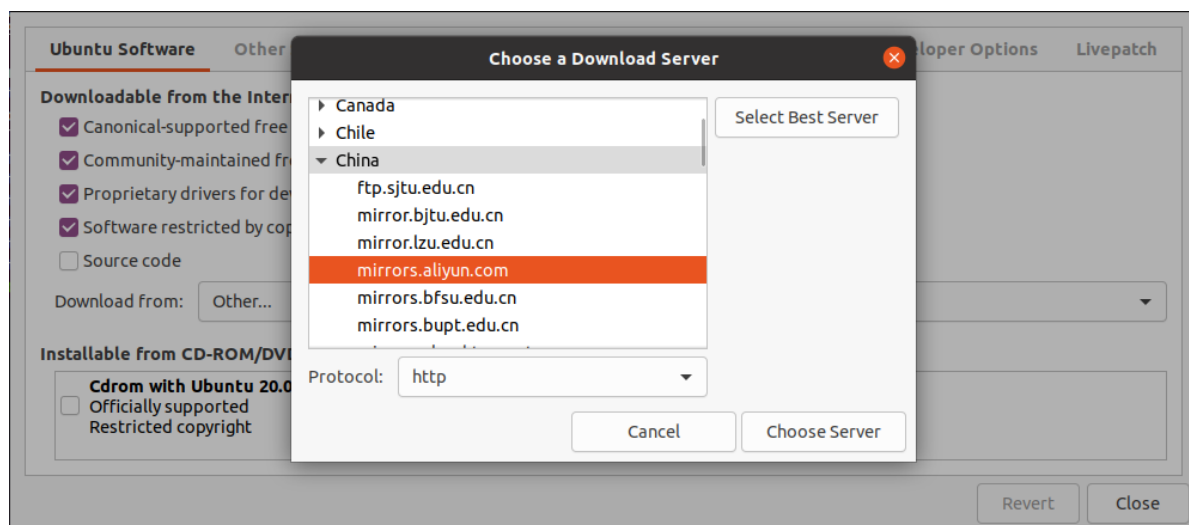 Ubuntu Software
Other
loper Options
Livepatch
Choose a Download Server
Downloadable from the Inter
Canonical-supported free
Community-maintained fr
Proprietary drivers for de
Software restricted by cop
Source code
Download from: Other...
Installable from CD-ROM/DV
Cdrom with Ubuntu 20.0
Officially supported
Restricted copyright
Canada
Chile
China
ftp.sjtu.edu.cn
mirror.bjtu.edu.cn
mirror.lzu.edu.cn
mirrors.aliyun.com
mirrors.bfsu.edu.cn
mirrors.bupt.edu.cn
Select Best Server
Protocol: http
Cancel
Choose Server
Revert
Close